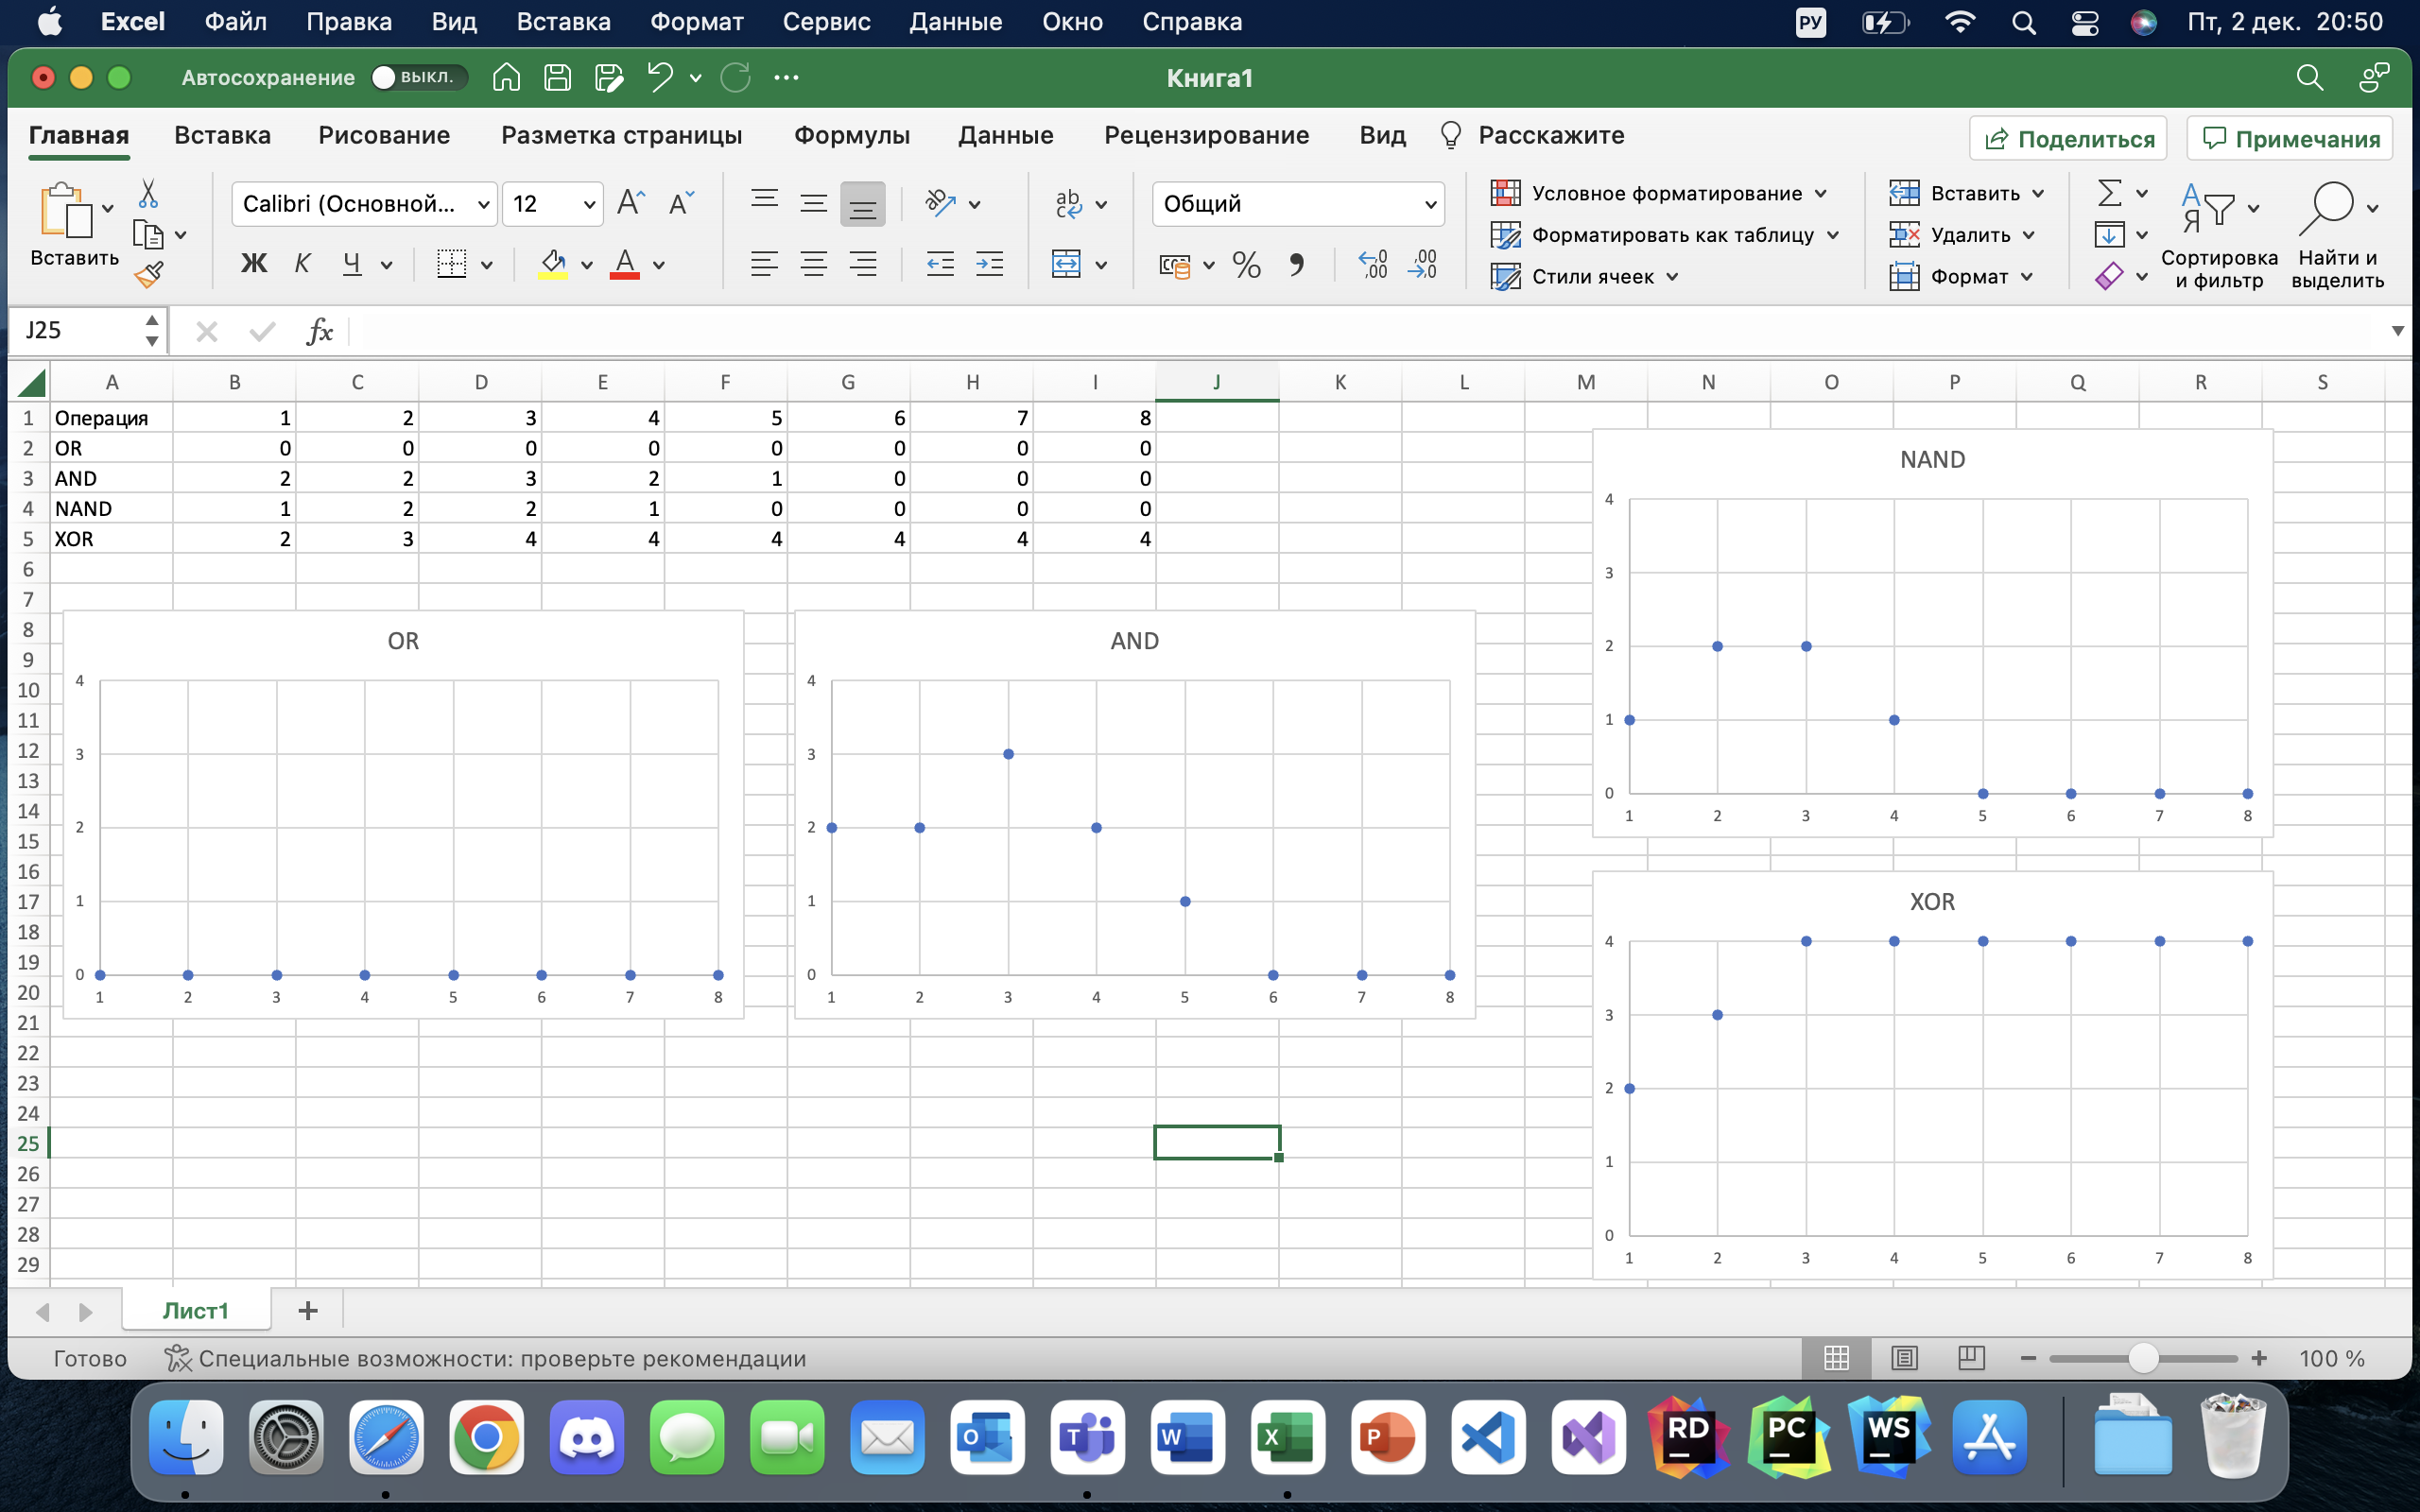 Excel Файл Правка Вид Вставка Формат Сервис Данные Окно Справка РУ Пт, 2 дек. 20:50
Автосохранение ВЫКЛ. Книга1
Главная Вставка Рисование Разметка страницы Формулы Данные Рецензирование Вид Расскажите Поделиться Примечания
Вставить
Calibri (Основной... 12
Ж К Ч
Общий
Условное форматирование
Форматировать как таблицу
Стили ячеек
Вставить
Удалить
Формат
Сортировка и фильтр
Найти и выделить
J25 fx
A B C D E F G H I J K L M N O P Q R S
1 Операция 1 2 3 4 5 6 7 8
2 OR 0 0 0 0 0 0 0 0
3 AND 2 2 3 2 1 0 0 0
4 NAND 1 2 2 1 0 0 0 0
5 XOR 2 3 4 4 4 4 4 4
6
7
8
9
10
11
12
13
14
15
16
17
18
19
20
21
22
23
24
25
26
27
28
29
OR
4
3
2
1
0
1 2 3 4 5 6 7 8
AND
4
3
2
1
0
1 2 3 4 5 6 7 8
NAND
4
3
2
1
0
1 2 3 4 5 6 7 8
XOR
4
3
2
1
0
1 2 3 4 5 6 7 8
Лист1
Готово Специальные возможности: проверьте рекомендации 100 %
O T W X P RD PC WS